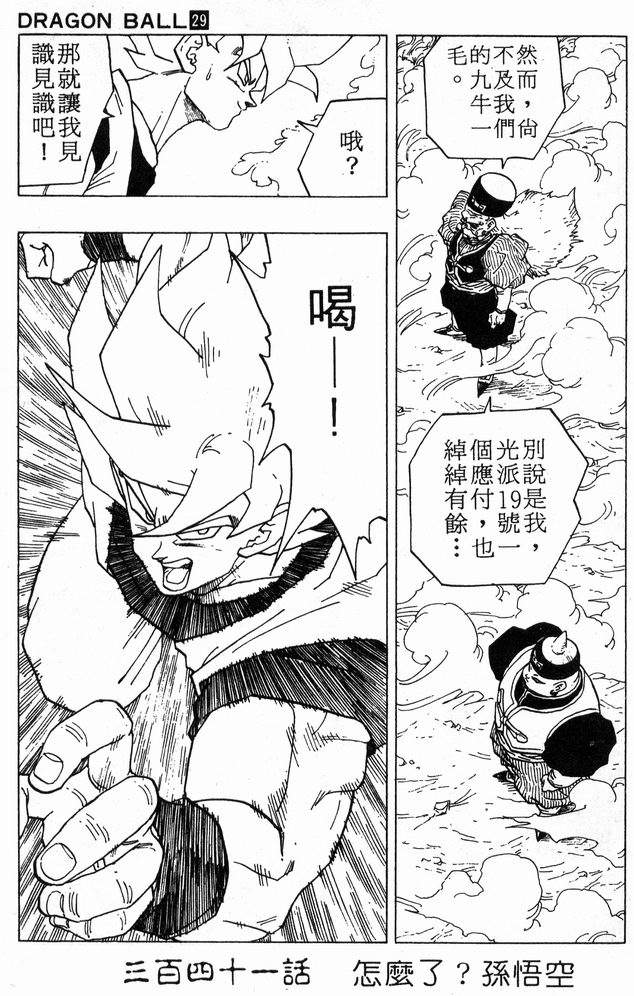 DRAGON BALL 29
然而，尙
不及我們
的九牛一
毛。
別說是我，
光派19號一
個應付，也
綽綽有餘…
哦？
那就讓我見
識見識吧！
喝—！
三百四十一話　怎麼了？孫悟空